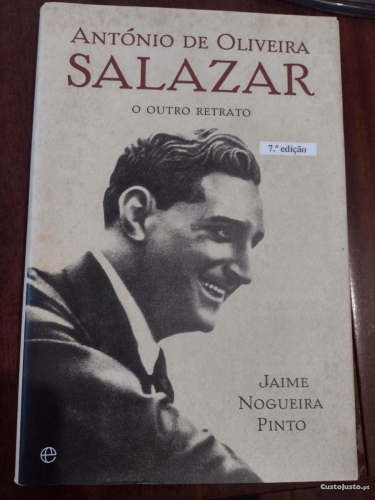 ANTÓNIO DE OLIVEIRA
SALAZAR
O OUTRO RETRATO
7.ª edição
JAIME
NOGUEIRA
PINTO
e
CustoJusto.pt